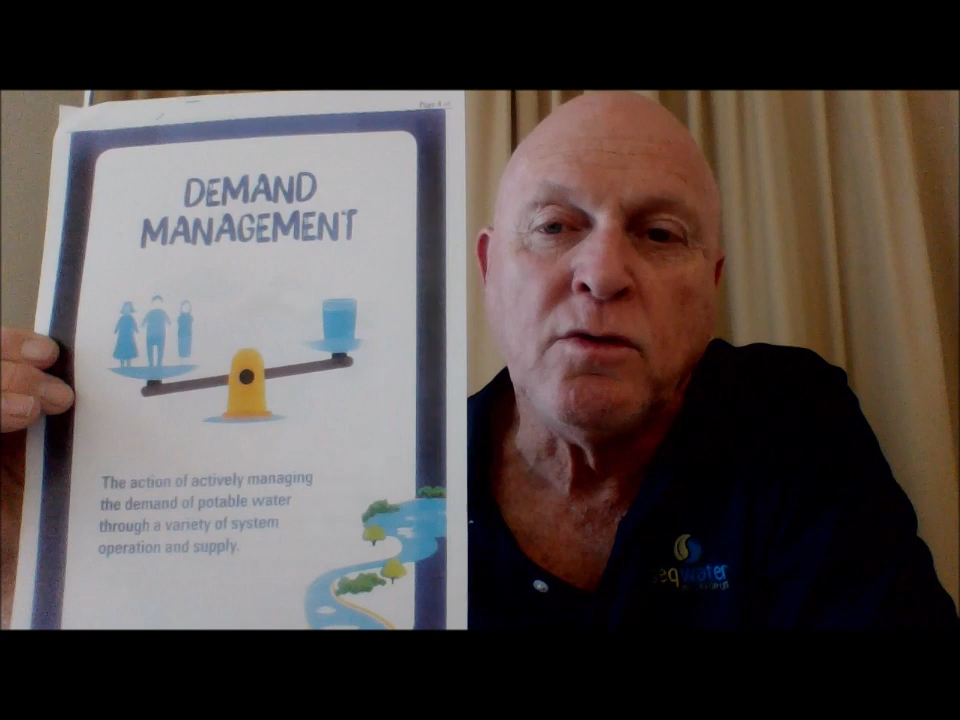 DEMAND
MANAGEMENT
The action of actively managing
the demand of potable water
through a variety of system
operation and supply.
seqwater